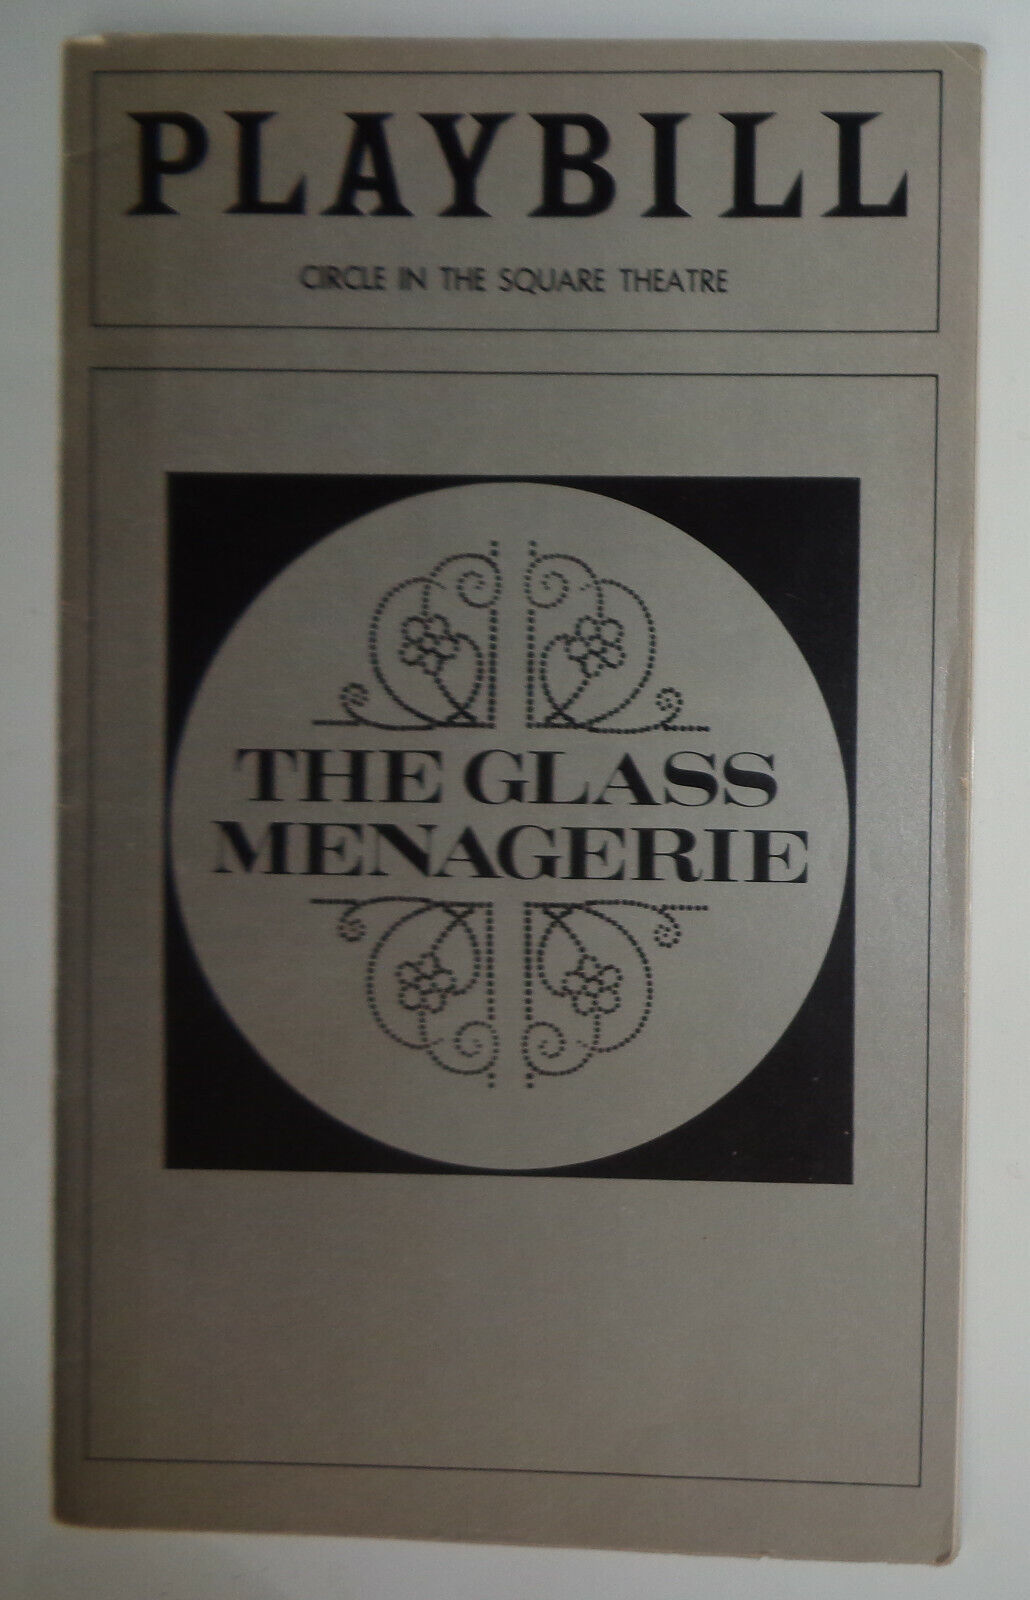 PLAYBILL
CIRCLE IN THE SQUARE THEATRE
THE GLASS
MENAGERIE